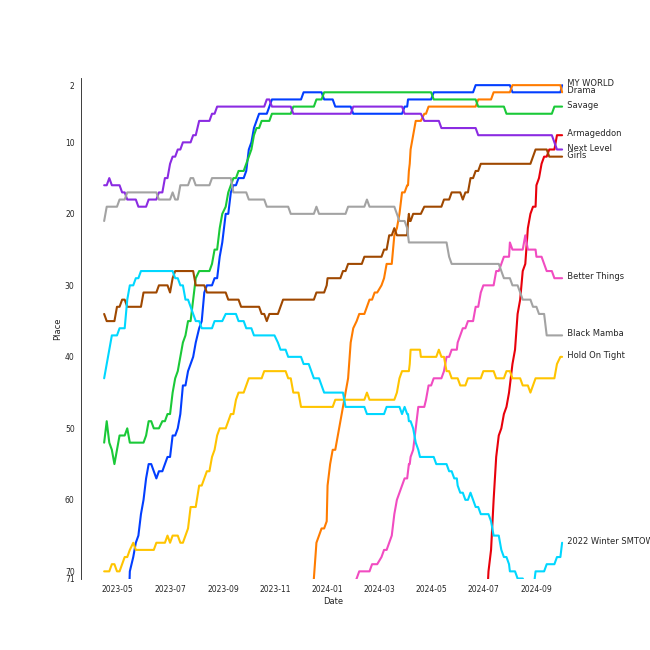 2
MY WORLD
Drama
Savage
Armageddon
10
Next Level
Girls
20
Better Things
30
Black Mamba
Place
Hold On Tight
40
50
60
2022 Winter SMTOW
70
71
2023-05
2023-07
2023-09
2023-11
2024-01
2024-03
2024-05
2024-07
2024-09
Date